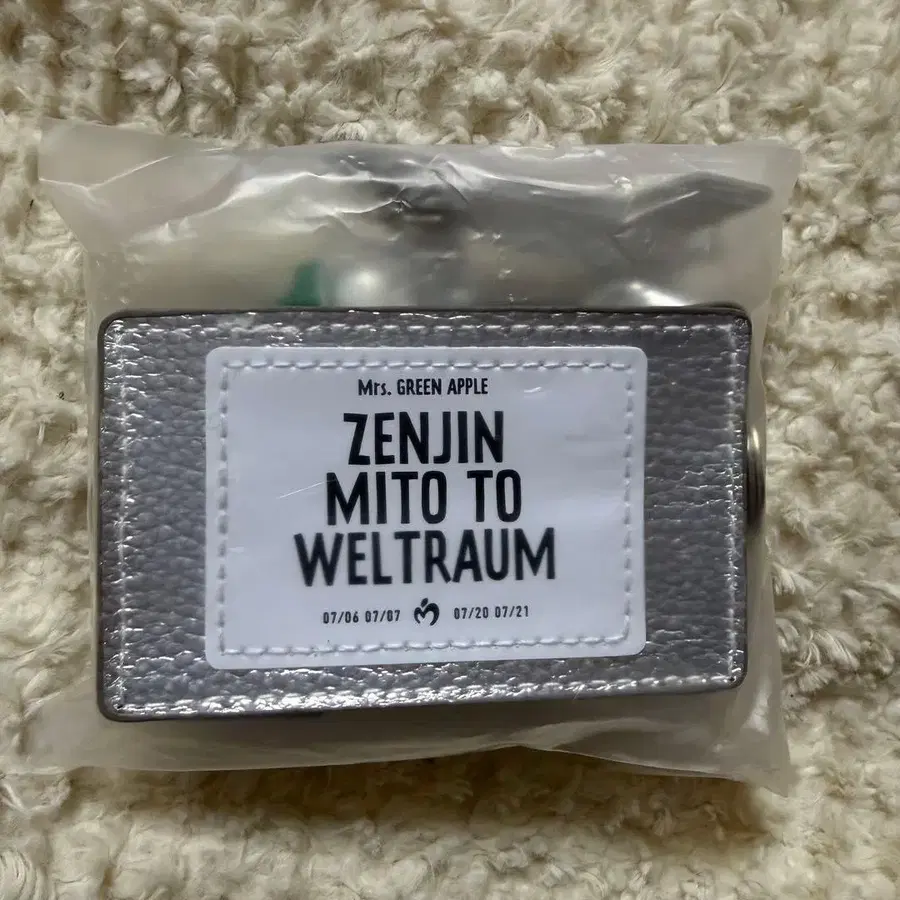 Mrs. GREEN APPLE
ZENJIN
MITO TO
WELTRAUM
07/06 07/07 07/20 07/21